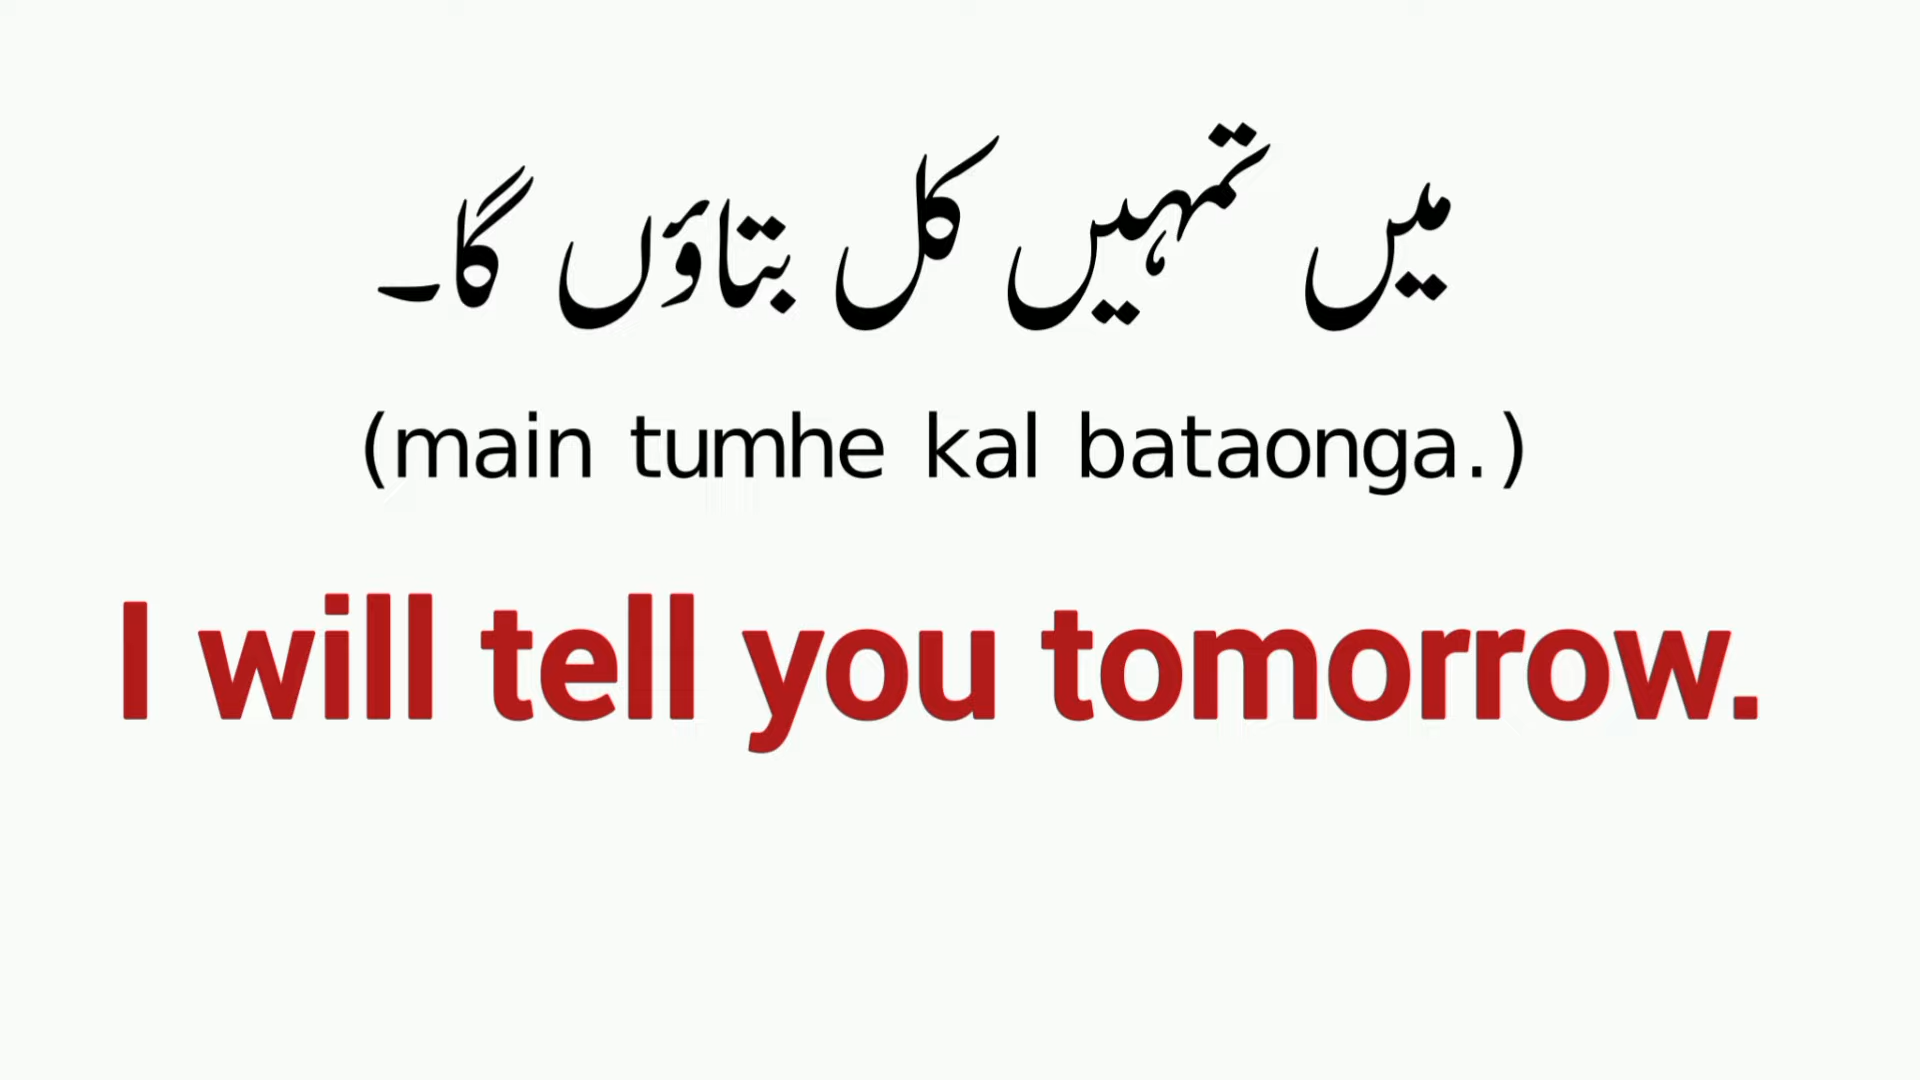 میں تمہیں کل بتاؤں گا۔
(main tumhe kal bataonga.)
I will tell you tomorrow.